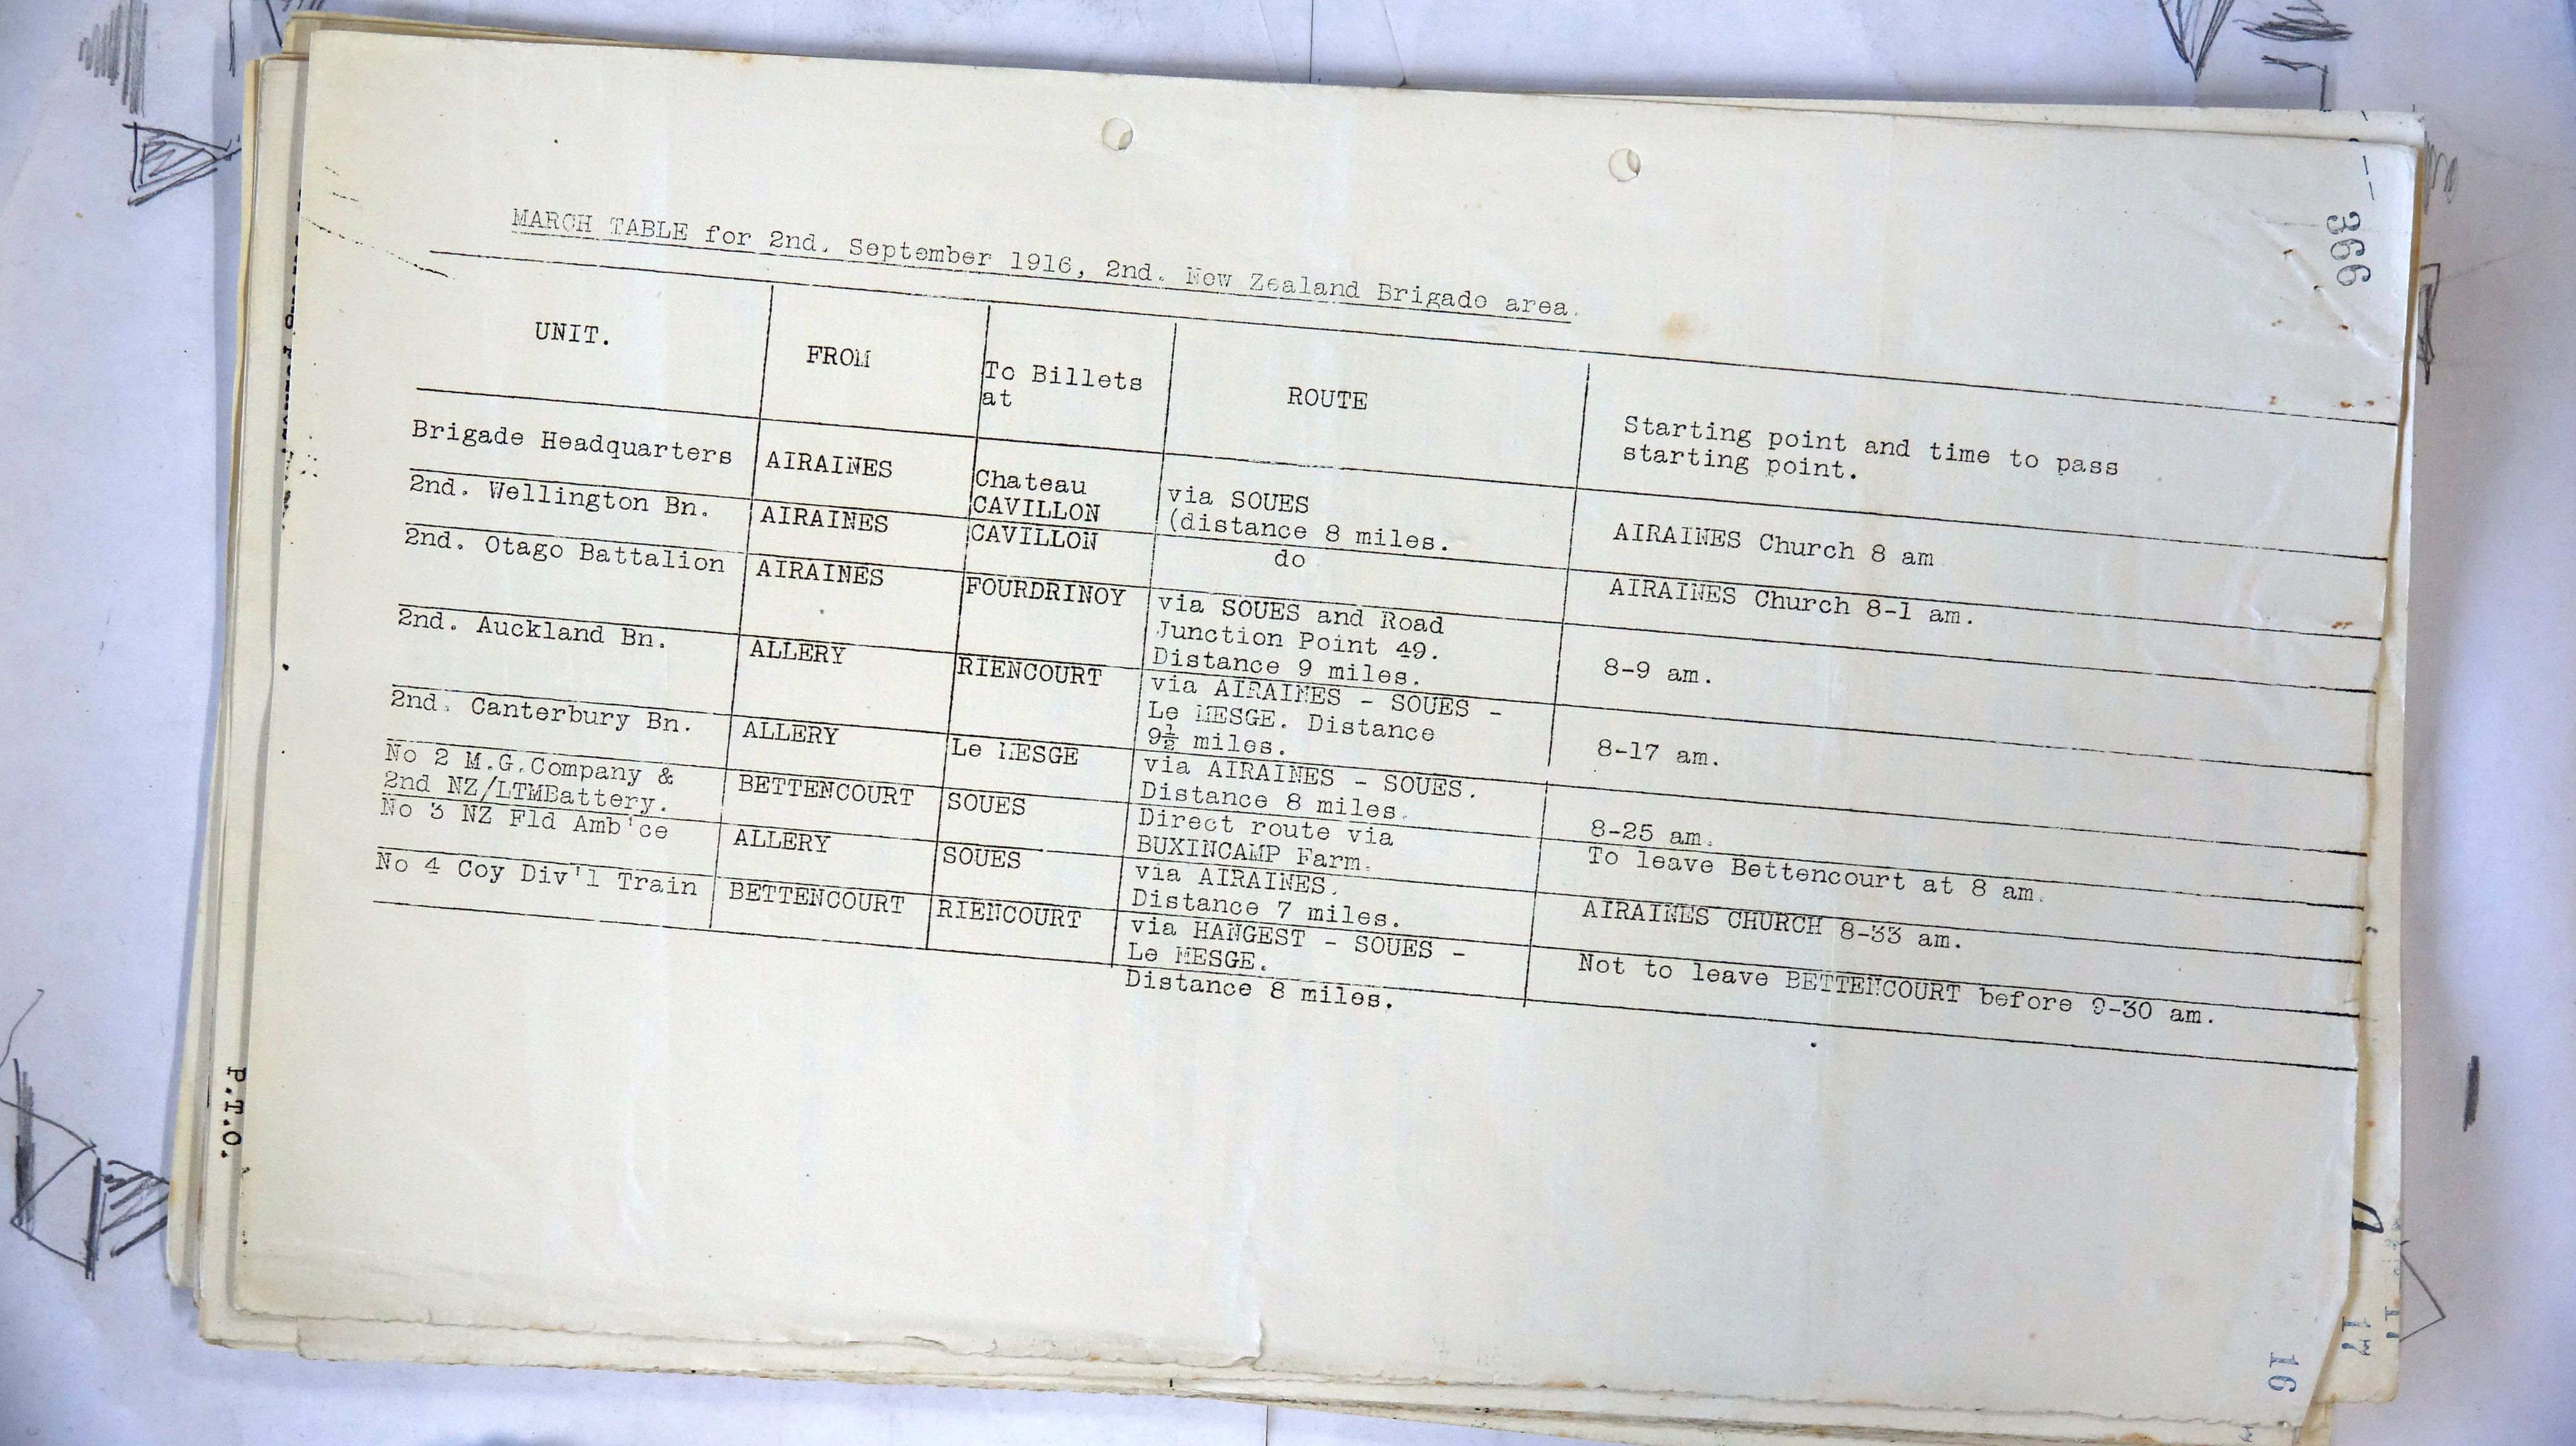 366
MARCH TABLE for 2nd. September 1916, 2nd. New Zealand Brigade area.
UNIT. FROM To Billets at ROUTE Starting point and time to pass starting point.
Brigade Headquarters AIRAINES Chateau CAVILLON via SOUES (distance 8 miles. AIRAINES Church 8 am
2nd. Wellington Bn. AIRAINES CAVILLON do AIRAINES Church 8-1 am.
2nd. Otago Battalion AIRAINES FOURDRINOY via SOUES and Road Junction Point 49. Distance 9 miles. 8-9 am.
2nd. Auckland Bn. ALLERY RIENCOURT via AIRAINES - SOUES - Le MESGE. Distance 9½ miles. 8-17 am.
2nd. Canterbury Bn. ALLERY Le MESGE via AIRAINES - SOUES. Distance 8 miles. 8-25 am.
No 2 M.G.Company & 2nd NZ/LTMBattery. BETTENCOURT SOUES Direct route via BUXINCAMP Farm. To leave Bettencourt at 8 am.
No 3 NZ Fld Amb'ce ALLERY SOUES via AIRAINES. Distance 7 miles. AIRAINES CHURCH 8-33 am.
No 4 Coy Div'l Train BETTENCOURT RIENCOURT via HANGEST - SOUES - Le MESGE. Distance 8 miles. Not to leave BETTENCOURT before 9-30 am.
P.T.O.
17
16